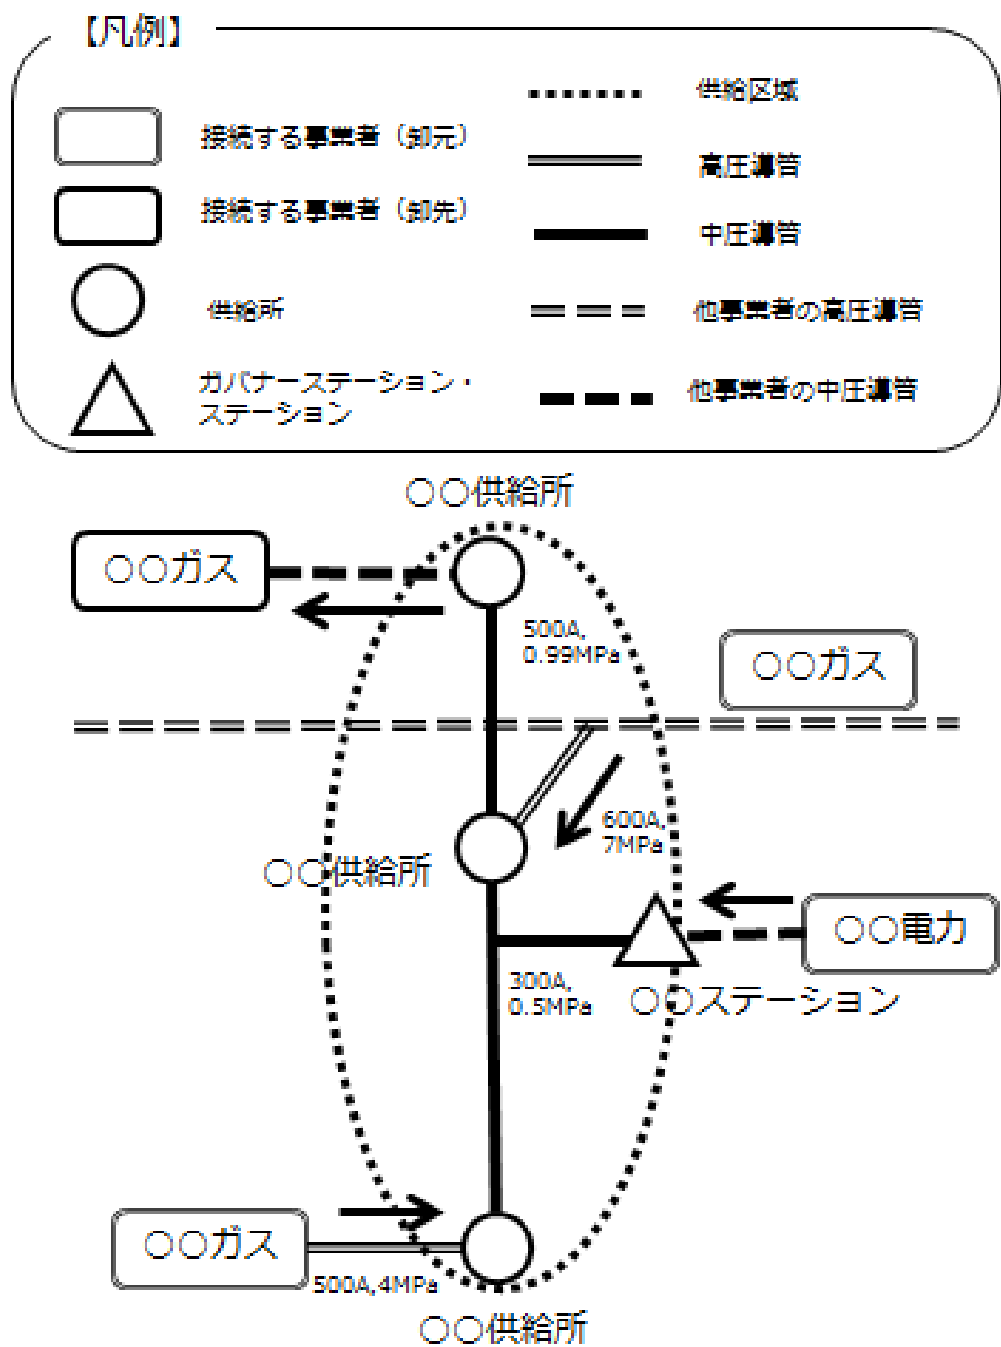 【凡例】
接続する事業者（卸元）
接続する事業者（卸先）
供給所
ガバナーステーション・
ステーション
供給区域
高圧導管
中圧導管
他事業者の高圧導管
他事業者の中圧導管
○○供給所
○○ガス
500A,
0.99MPa
○○ガス
600A,
7MPa
○○供給所
○○電力
300A,
0.5MPa
○○ステーション
○○ガス
500A,4MPa
○○供給所